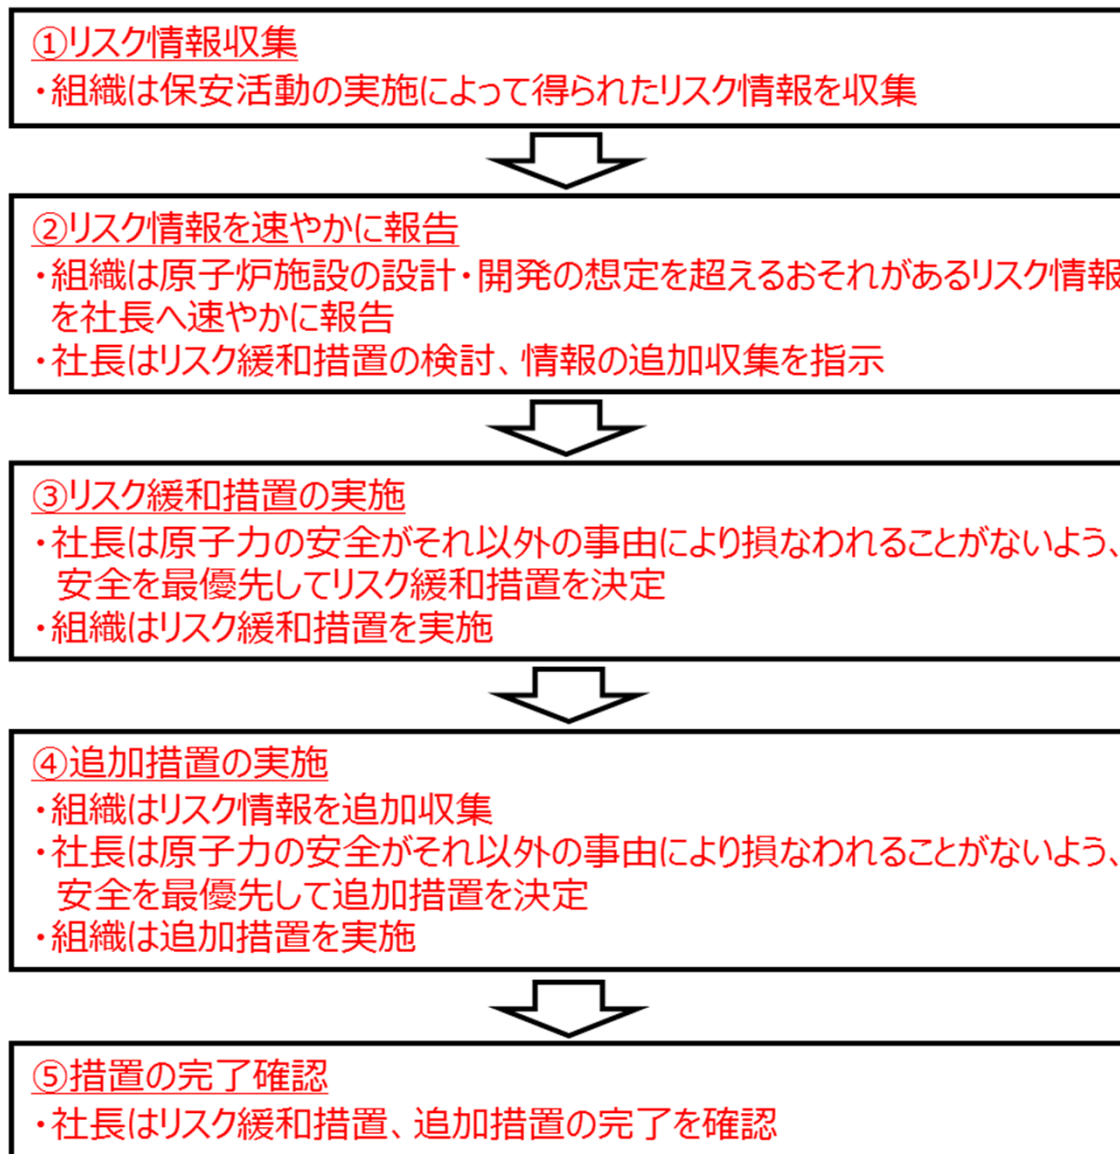 ①リスク情報収集
・組織は保安活動の実施によって得られたリスク情報を収集
②リスク情報を速やかに報告
・組織は原子炉施設の設計・開発の想定を超えるおそれがあるリスク情報
を社長へ速やかに報告
・社長はリスク緩和措置の検討、情報の追加収集を指示
③リスク緩和措置の実施
・社長は原子力の安全がそれ以外の事由により損なわれることがないよう、
安全を最優先してリスク緩和措置を決定
・組織はリスク緩和措置を実施
④追加措置の実施
・組織はリスク情報を追加収集
・社長は原子力の安全がそれ以外の事由により損なわれることがないよう、
安全を最優先して追加措置を決定
・組織は追加措置を実施
⑤措置の完了確認
・社長はリスク緩和措置、追加措置の完了を確認